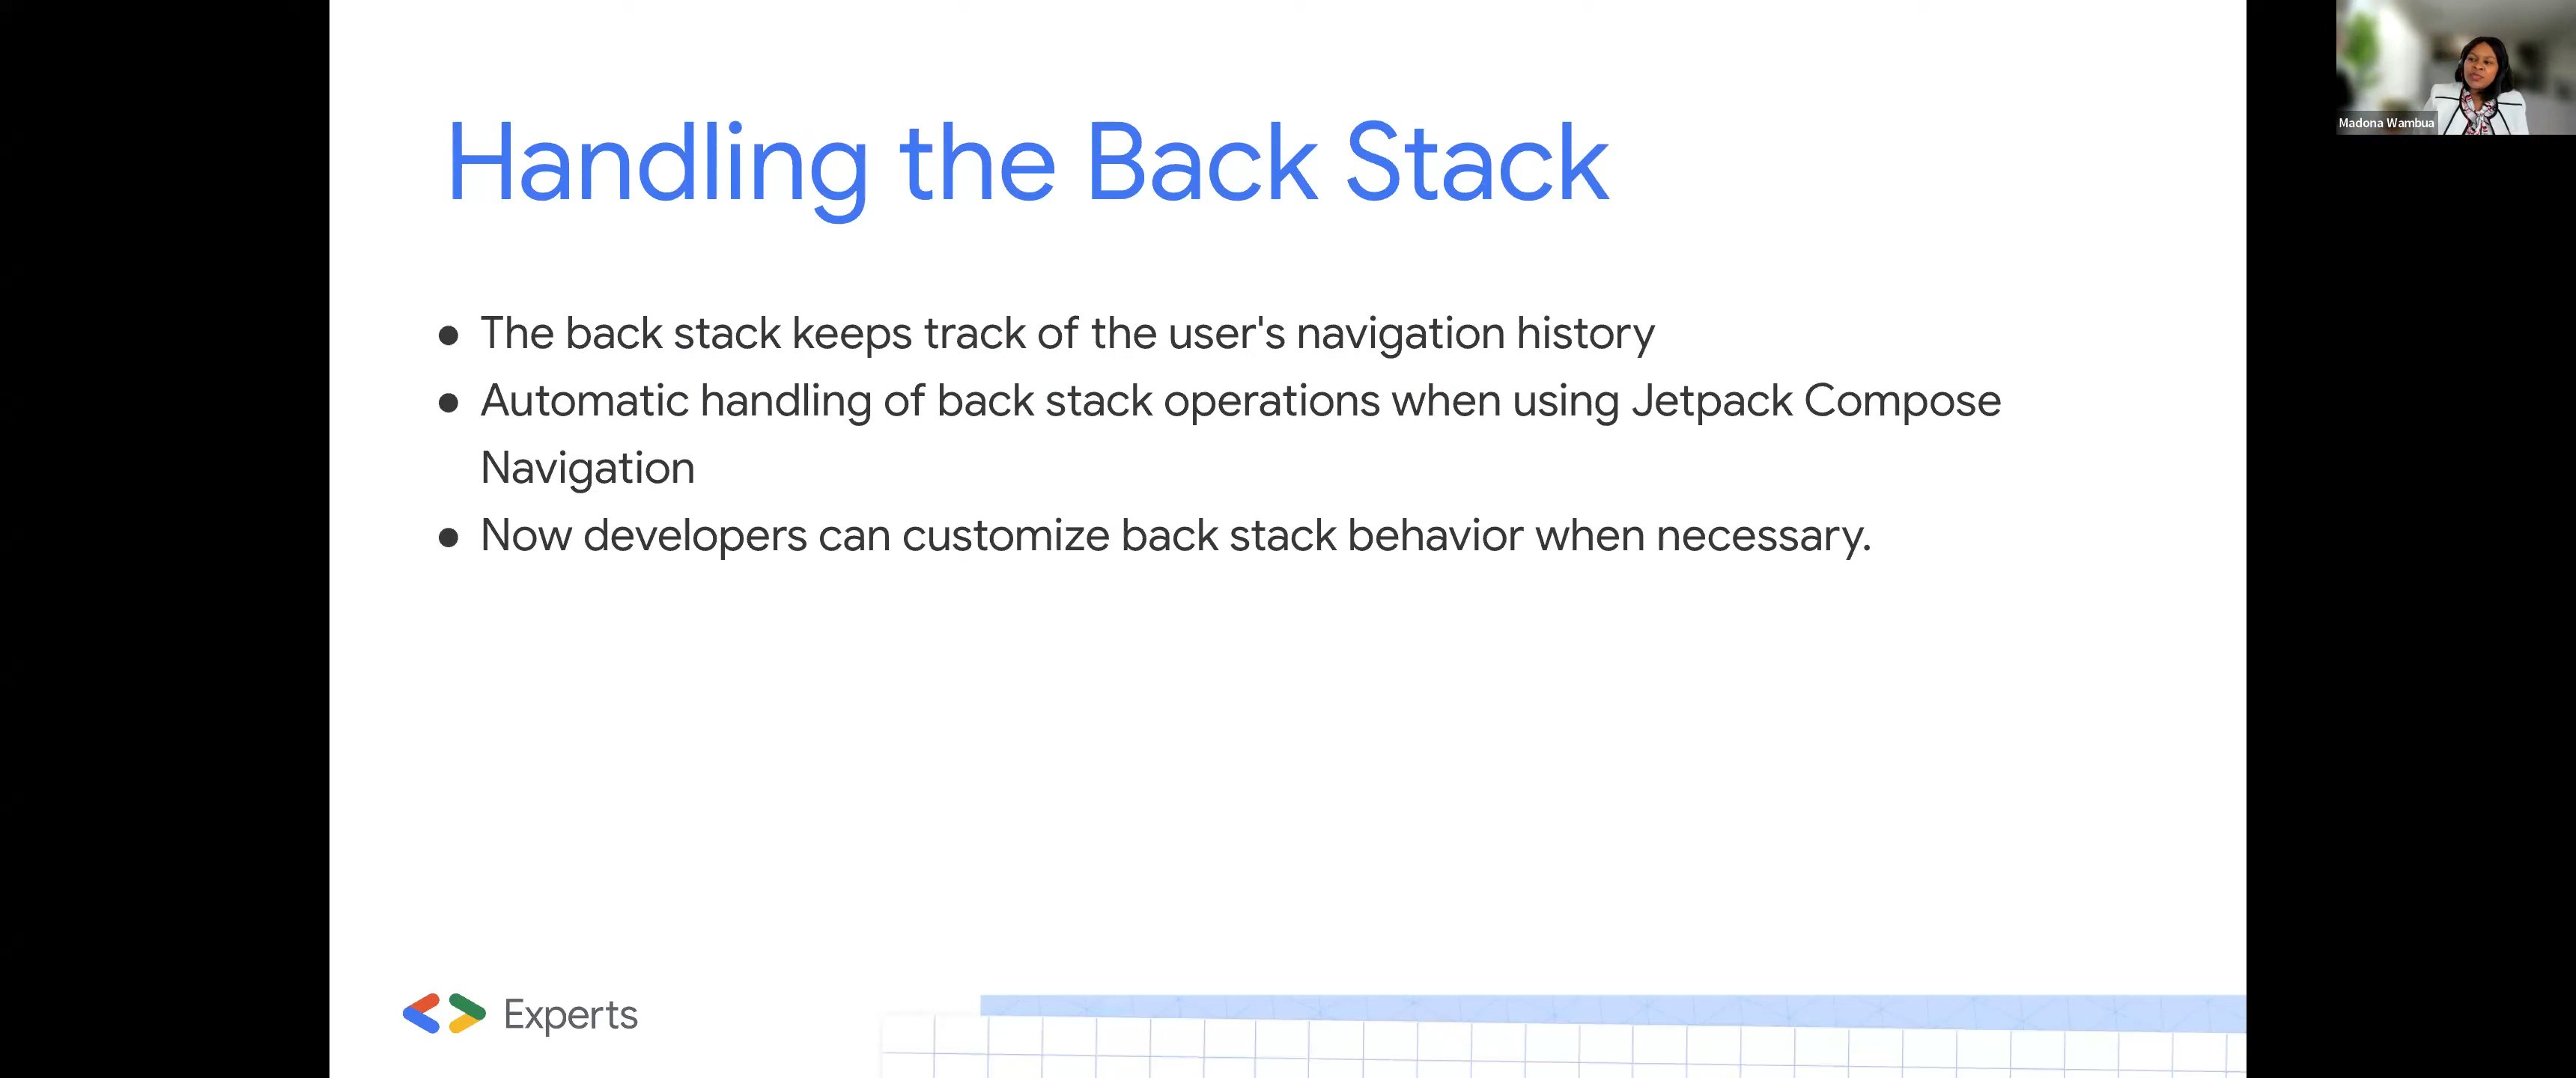 Handling the Back Stack
Madona Wambua
● The back stack keeps track of the user's navigation history
● Automatic handling of back stack operations when using Jetpack Compose
Navigation
● Now developers can customize back stack behavior when necessary.
Experts